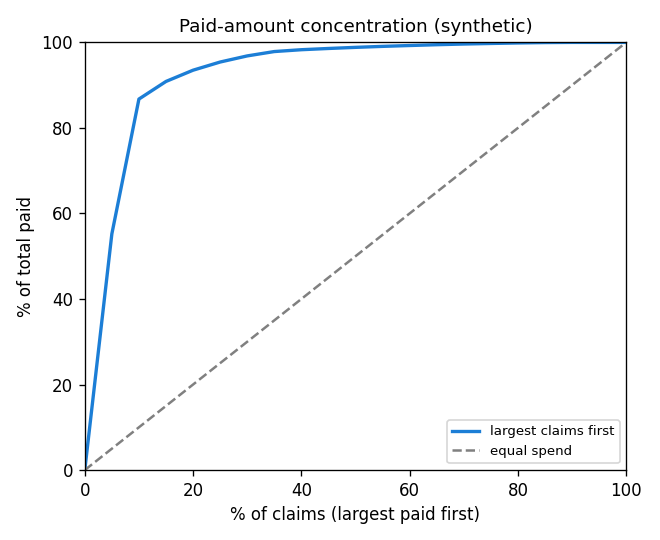 Paid-amount concentration (synthetic)
100
80
60
40
20
0
% of total paid
0 20 40 60 80 100
% of claims (largest paid first)
largest claims first
equal spend